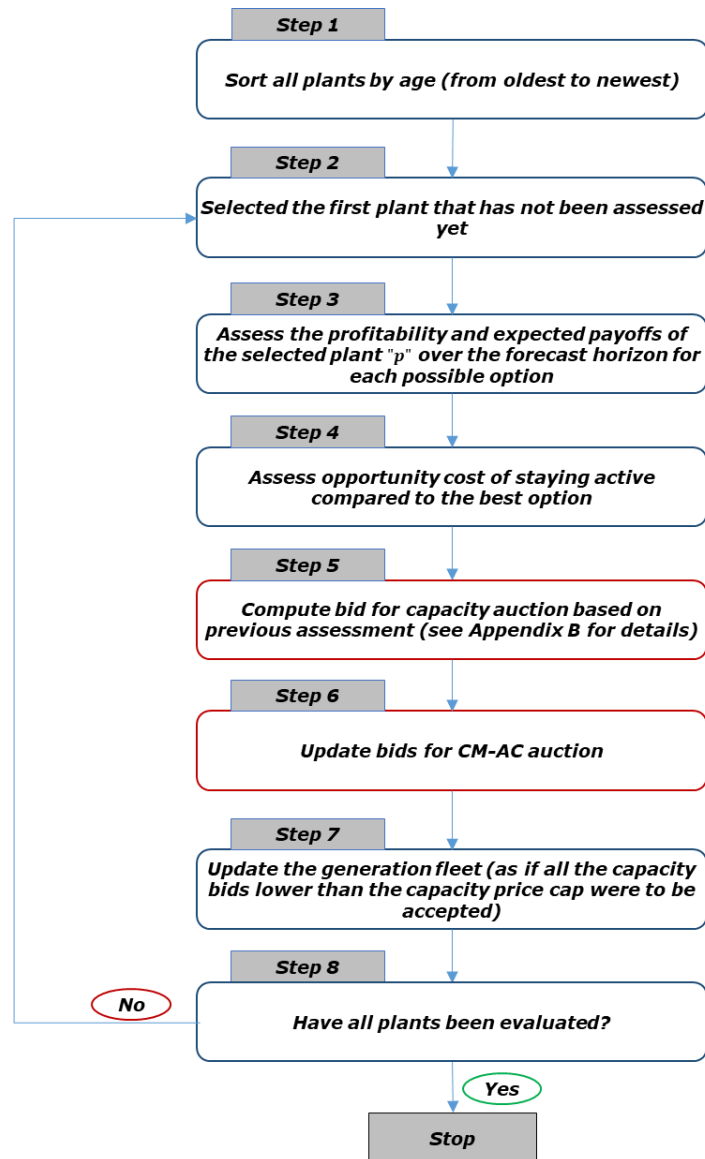 Step 1
Sort all plants by age (from oldest to newest)
Step 2
Selected the first plant that has not been assessed
yet
Step 3
Assess the profitability and expected payoffs of
the selected plant "p" over the forecast horizon for
each possible option
Step 4
Assess opportunity cost of staying active
compared to the best option
Step 5
Compute bid for capacity auction based on
previous assessment (see Appendix B for details)
Step 6
Update bids for CM-AC auction
Step 7
Update the generation fleet (as if all the capacity
bids lower than the capacity price cap were to be
accepted)
Step 8
No
Have all plants been evaluated?
Yes
Stop